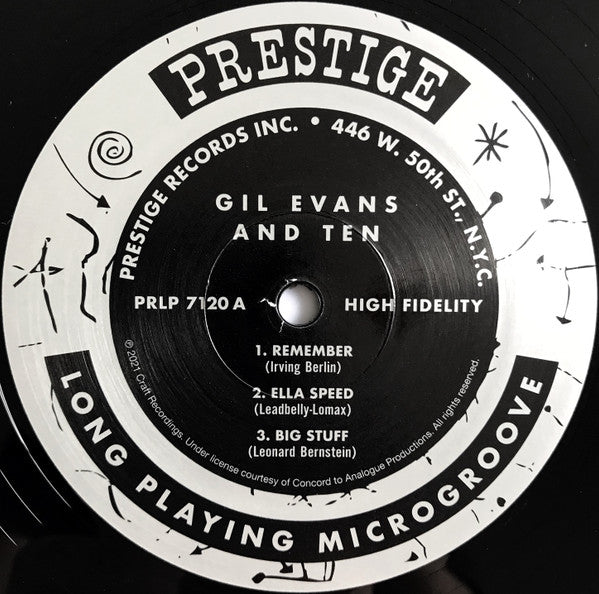 PRESTIGE
PRESTIGE RECORDS INC. • 446 W. 50th ST., N.Y.C.
GIL EVANS
AND TEN
PRLP 7120 A HIGH FIDELITY
1. REMEMBER
(Irving Berlin)
2. ELLA SPEED
(Leadbelly-Lomax)
3. BIG STUFF
(Leonard Bernstein)
℗ 2021 Craft Recordings. Under license courtesy of Concord to Analogue Productions. All rights reserved.
LONG PLAYING MICROGROOVE